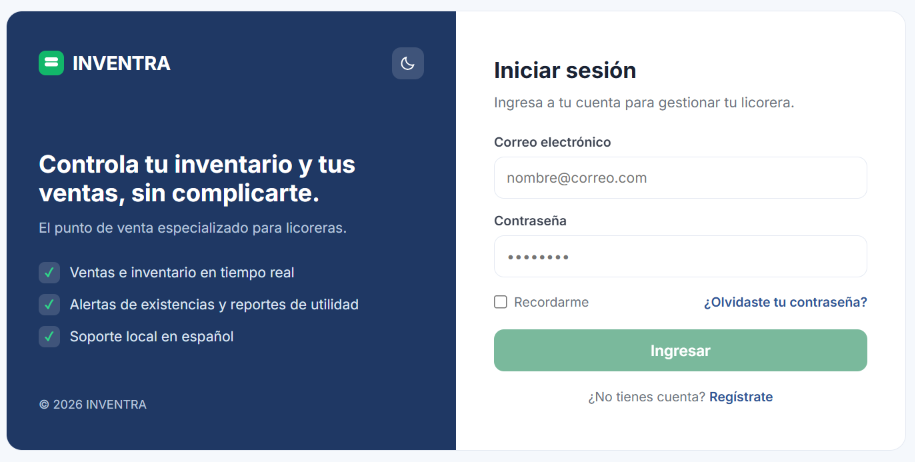 INVENTRA
Controla tu inventario y tus
ventas, sin complicarte.
El punto de venta especializado para licoreras.
Ventas e inventario en tiempo real
Alertas de existencias y reportes de utilidad
Soporte local en español
© 2026 INVENTRA
Iniciar sesión
Ingresa a tu cuenta para gestionar tu licorera.
Correo electrónico
nombre@correo.com
Contraseña
••••••••
Recordarme
¿Olvidaste tu contraseña?
Ingresar
¿No tienes cuenta? Regístrate